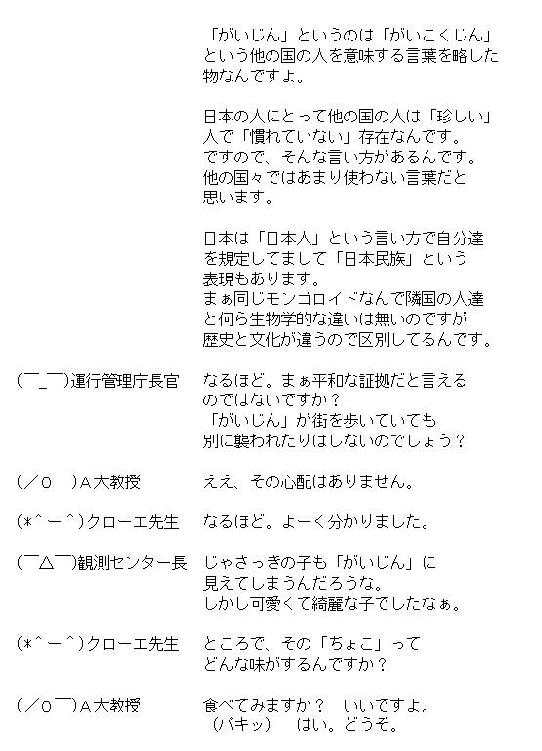 「がいじん」というのは「がいこくじん」
という他の国の人を意味する言葉を略した
物なんですよ。
日本の人にとって他の国の人は「珍しい」
人で「慣れていない」存在なんです。
ですので、そんな言い方があるんです。
他の国々ではあまり使わない言葉だと
思います。
日本は「日本人」という言い方で自分達
を規定してまして「日本民族」という
表現もあります。
まぁ同じモンゴロイドなんで隣国の人達
と何ら生物学的な違いは無いのですが
歴史と文化が違うので区別してるんです。
(￣_￣)運行管理庁長官 なるほど。まぁ平和な証拠だと言える
のではないですか？
「がいじん」が街を歩いていても
別に襲われたりはしないのでしょう？
(／０　)Ａ大教授 ええ、その心配はありません。
(*＾ー＾)クローエ先生 なるほど。よーく分かりました。
(￣△￣)観測センター長 じゃさっきの子も「がいじん」に
見えてしまうんだろうな。
しかし可愛くて綺麗な子でしたなぁ。
(*＾ー＾)クローエ先生 ところで、その「ちょこ」って
どんな味がするんですか？
(／０￣)Ａ大教授 食べてみますか？　いいですよ。
（パキッ）　はい。どうぞ。